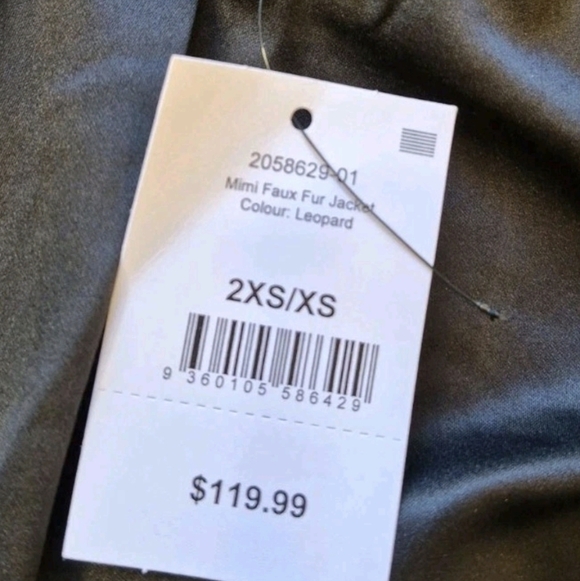 2058629-01
Mimi Faux Fur Jacket
Colour: Leopard
2XS/XS
9 360105 586429
$119.99